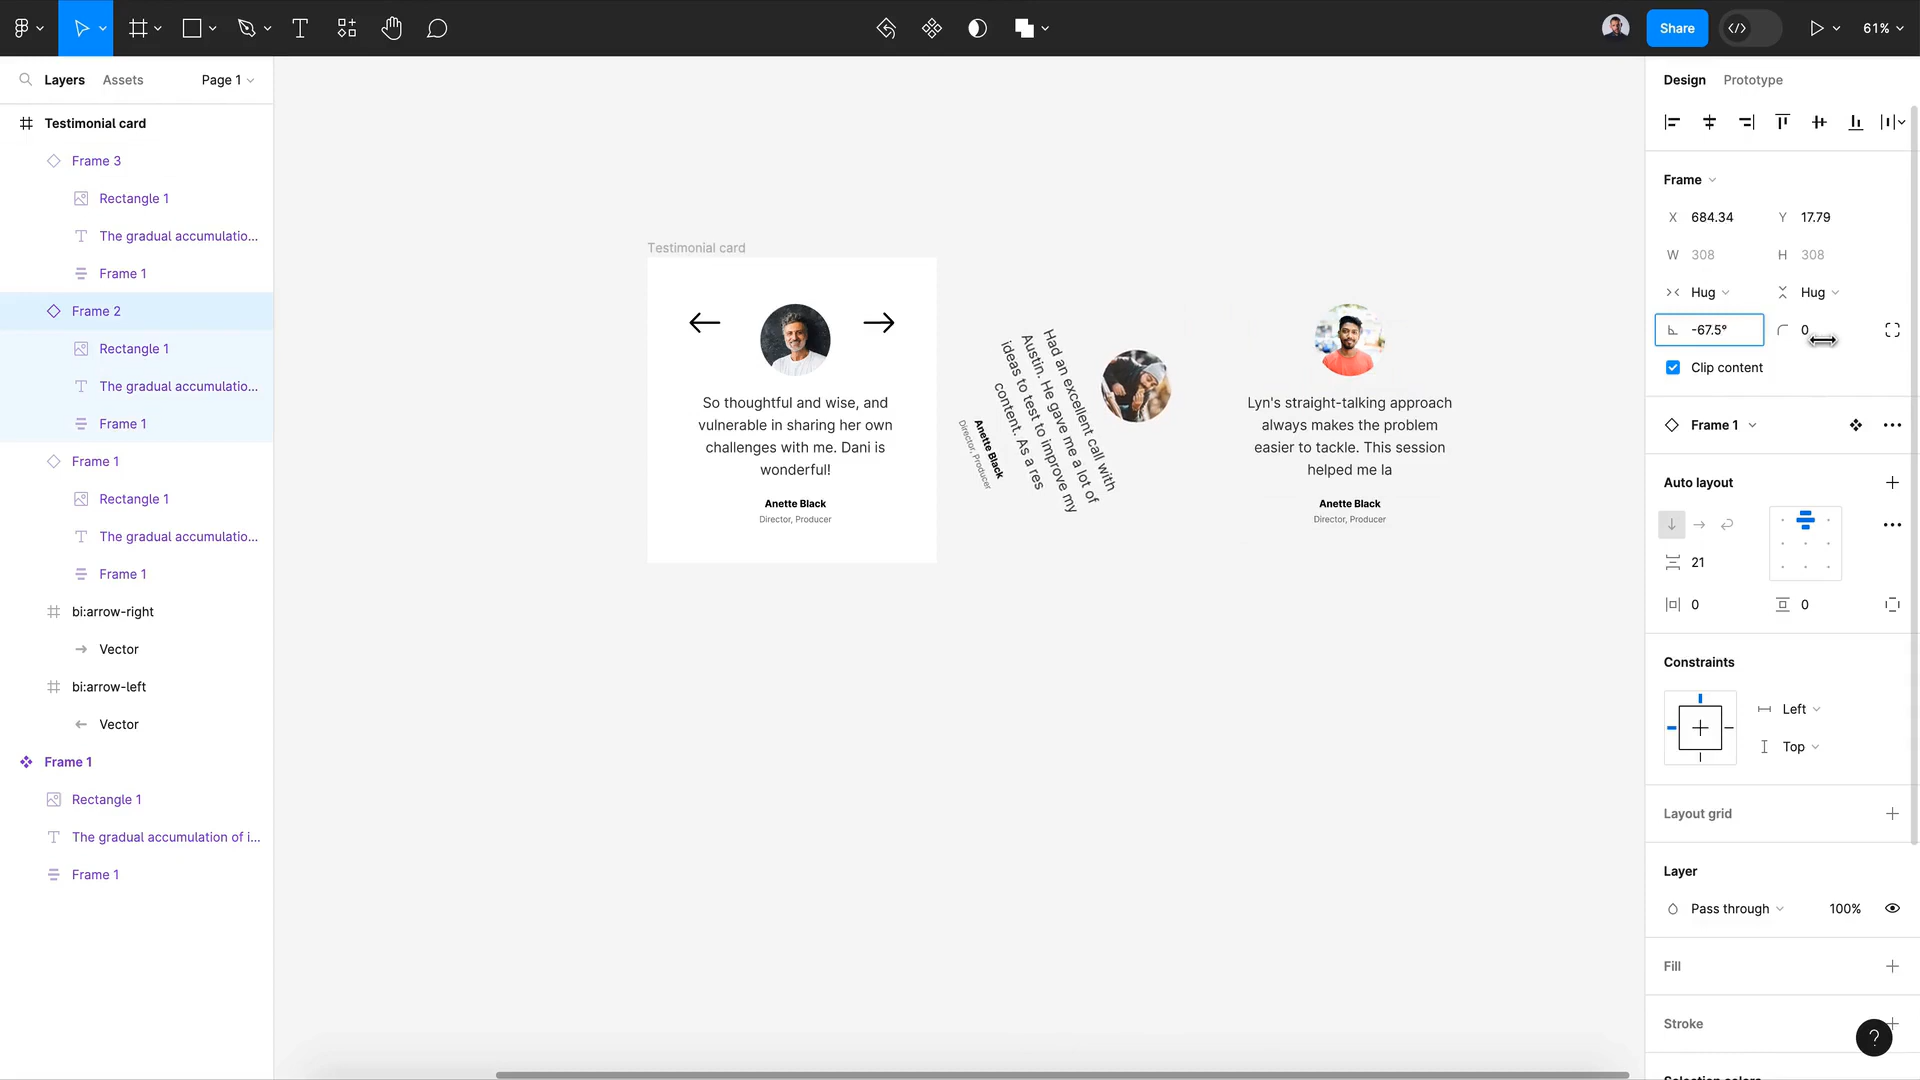 Share
61%
Layers
Assets
Page 1
Testimonial card
Frame 3
Rectangle 1
The gradual accumulatio...
Frame 1
Frame 2
Rectangle 1
The gradual accumulatio...
Frame 1
Frame 1
Rectangle 1
The gradual accumulatio...
Frame 1
bi:arrow-right
Vector
bi:arrow-left
Vector
Frame 1
Rectangle 1
The gradual accumulation of i...
Frame 1
Testimonial card
So thoughtful and wise, and
vulnerable in sharing her own
challenges with me. Dani is
wonderful!
Anette Black
Director, Producer
Had an excellent call with
Austin. He gave me a lot of
ideas to test to improve my
content. As a res
Anette Black
Director, Producer
Lyn's straight-talking approach
always makes the problem
easier to tackle. This session
helped me la
Anette Black
Director, Producer
Design
Prototype
Frame
X 684.34 Y 17.79
W 308 H 308
Hug Hug
-67.5° 0
Clip content
Frame 1
Auto layout
21
0 0
Constraints
Left
Top
Layout grid
Layer
Pass through 100%
Fill
Stroke
?
Selection colors